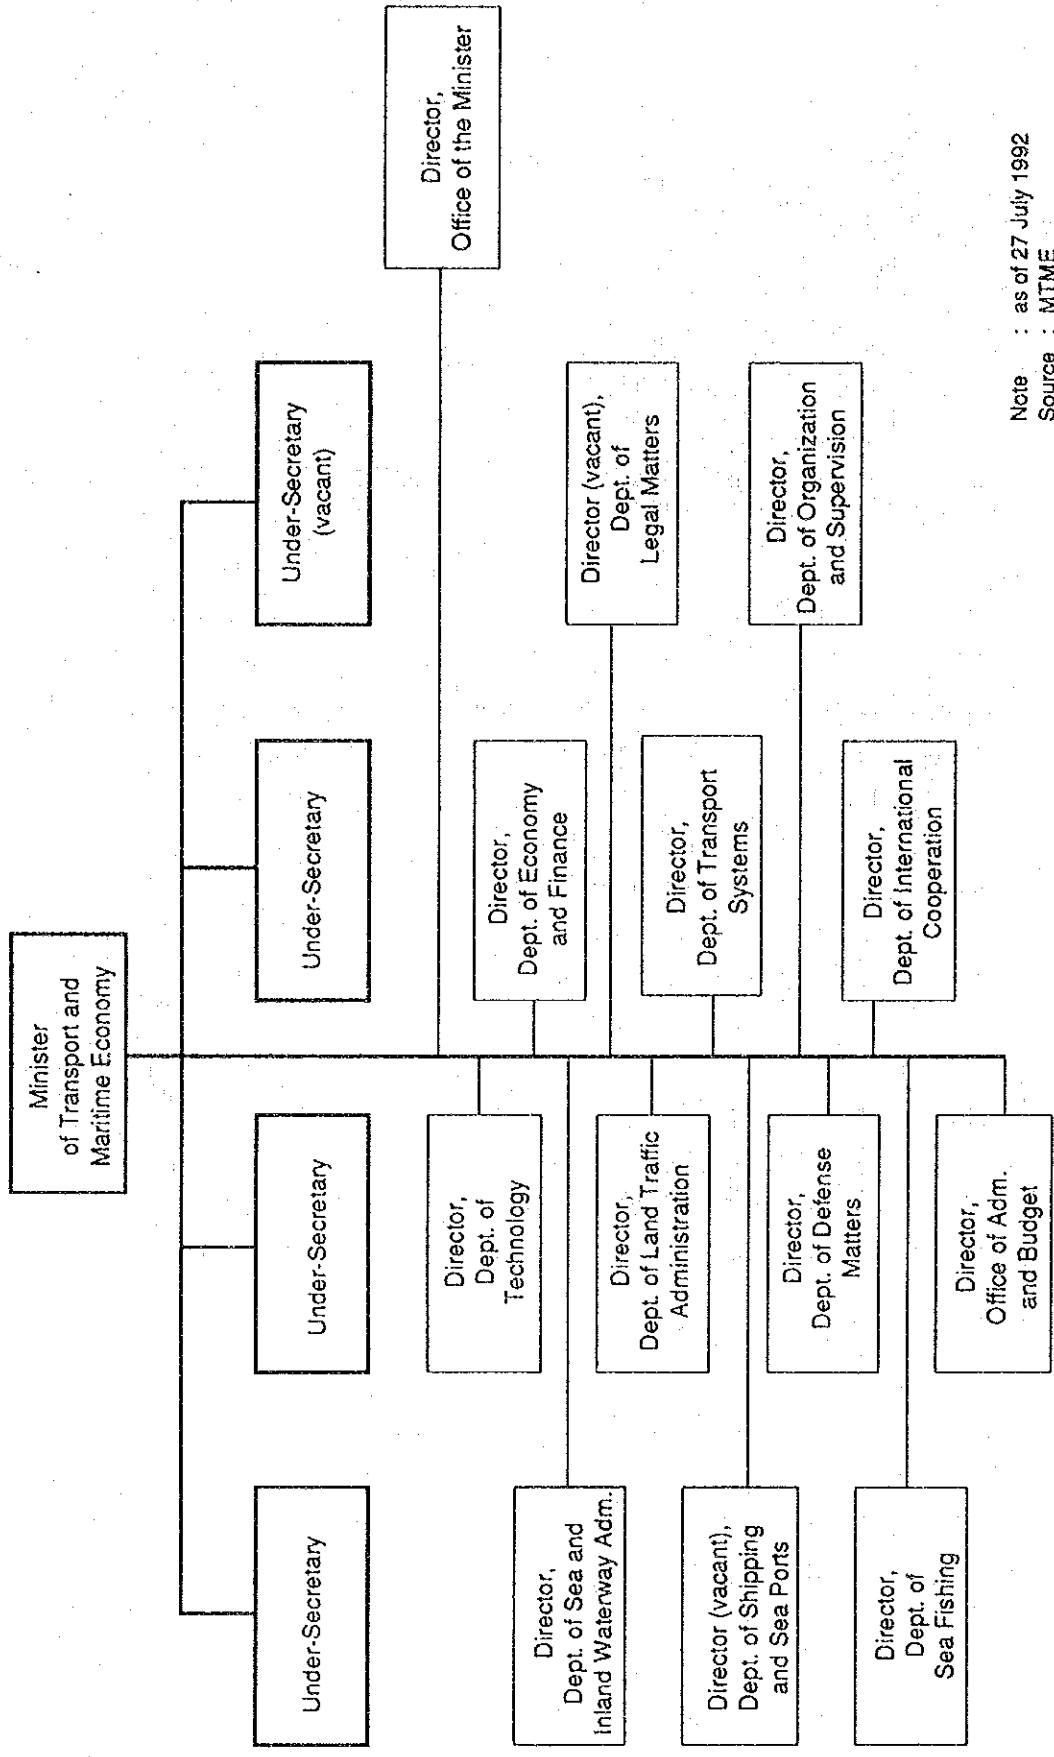 Minister
of Transport and
Maritime Economy
Under-Secretary
Under-Secretary
Under-Secretary
Under-Secretary
(vacant)
Director,
Office of the Minister
Director,
Dept. of
Technology
Director,
Dept. of Economy
and Finance
Director,
Dept. of Sea and
Inland Waterway Adm.
Director (vacant),
Dept. of
Legal Matters
Director,
Dept. of Land Traffic
Administration
Director,
Dept. of Transport
Systems
Director (vacant),
Dept. of Shipping
and Sea Ports
Director,
Dept. of Organization
and Supervision
Director,
Dept. of Defense
Matters
Director,
Dept. of International
Cooperation
Director,
Dept. of
Sea Fishing
Director,
Office of Adm.
and Budget
Note : as of 27 July 1992
Source : MTME